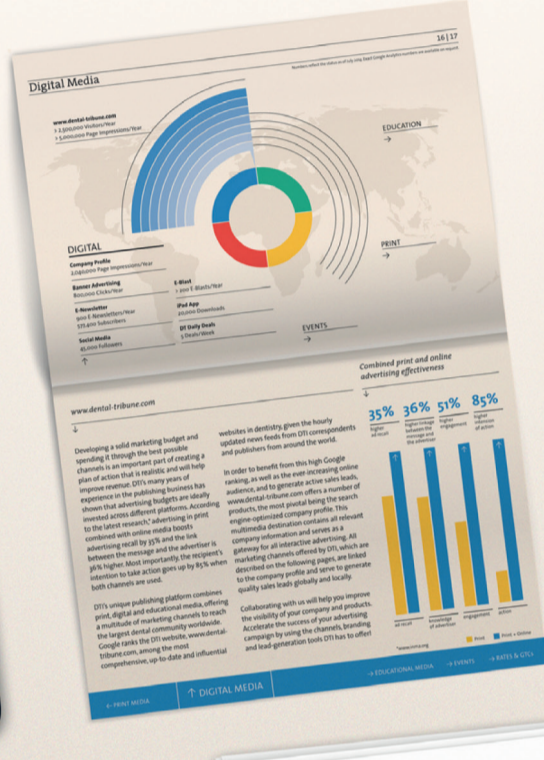 16 | 17
Digital Media
www.dental-tribune.com
> 2,500,000 Visitors/Year
> 5,000,000 Page Impressions/Year
EDUCATION
→
PRINT
→
EVENTS
→
DIGITAL
Company Profile
2,040,000 Page Impressions/Year
Banner Advertising
800,000 Clicks/Year
E-Newsletter
900 E-Newsletters/Year
Subscribers
Social Media
45,000 Followers
↑
E-Blast
E-Blasts/Year
iPad App
20,000 Downloads
DT Daily Deals
5 Deals/Week
www.dental-tribune.com
↓
Developing a solid marketing budget and
spending it through the best possible
channels is an important part of creating a
plan of action that is realistic and will help
improve revenue. DTI's many years of
experience in the publishing business has
shown that advertising budgets are ideally
invested across different platforms. According
to the latest research,* advertising in print
combined with online media boosts
advertising recall by 35% and the link
between the message and the advertiser is
36% higher. Most importantly, the recipient's
intention to take action goes up by 85% when
both channels are used.
DTI's unique publishing platform combines
print, digital and educational media, offering
a multitude of marketing channels to reach
the largest dental community worldwide.
Google ranks the DTI website, www.dental-
tribune.com, among the most
comprehensive, up-to-date and influential
websites in dentistry, given the hourly
updated news feeds from DTI correspondents
and publishers from around the world.
In order to benefit from this high Google
ranking, as well as the ever-increasing online
audience, and to generate active sales leads,
www.dental-tribune.com offers a number of
products, the most pivotal being the search
engine-optimized company profile. This
multimedia destination contains all relevant
company information and serves as a
gateway for all interactive advertising. All
marketing channels offered by DTI, which are
described on the following pages, are linked
to the company profile and serve to generate
quality sales leads globally and locally.
Collaborating with us will help you improve
the visibility of your company and products.
Accelerate the success of your advertising
campaign by using the channels, branding
and lead-generation tools DTI has to offer!
Combined print and online
advertising effectiveness
↓
35% 36% 51% 85%
higher
ad recall
higher linkage
between the
message and
the advertiser
higher
engagement
higher
intention
of action
ad recall
knowledge
of advertiser
engagement
action
Print
Print + Online
← PRINT MEDIA
↑ DIGITAL MEDIA
→ EDUCATIONAL MEDIA
→ EVENTS
→ RATES & GTCs